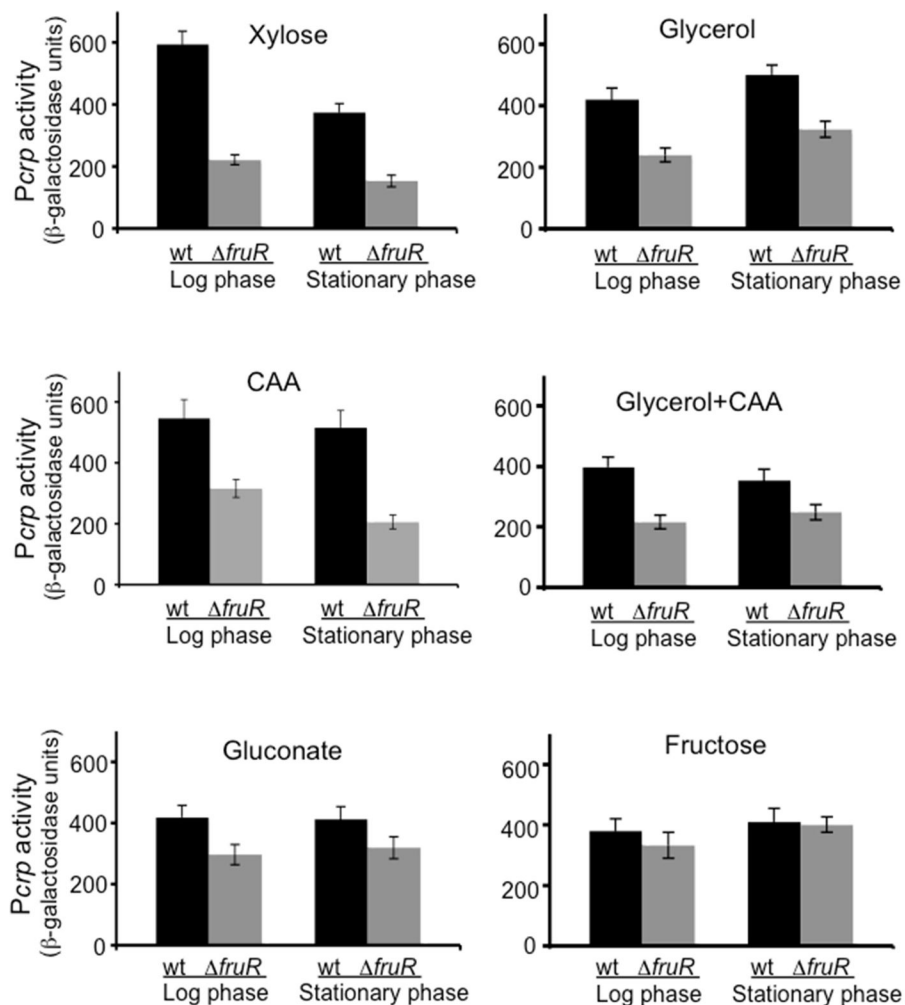 Xylose
Pcrp activity
(β-galactosidase units)
600
400
200
0
wt ΔfruR wt ΔfruR
Log phase Stationary phase
Glycerol
600
400
200
0
wt ΔfruR wt ΔfruR
Log phase Stationary phase
CAA
Pcrp activity
(β-galactosidase units)
600
400
200
0
wt ΔfruR wt ΔfruR
Log phase Stationary phase
Glycerol+CAA
600
400
200
0
wt ΔfruR wt ΔfruR
Log phase Stationary phase
Gluconate
Pcrp activity
(β-galactosidase units)
600
400
200
0
wt ΔfruR wt ΔfruR
Log phase Stationary phase
Fructose
600
400
200
0
wt ΔfruR wt ΔfruR
Log phase Stationary phase